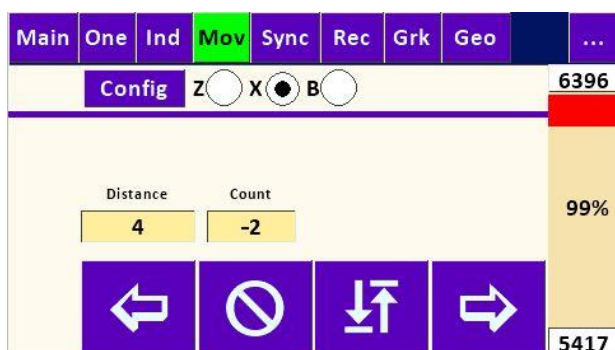 Main One Ind Mov Sync Rec Grk Geo ...
Config Z X B 6396
Distance Count 99%
4 -2
5417